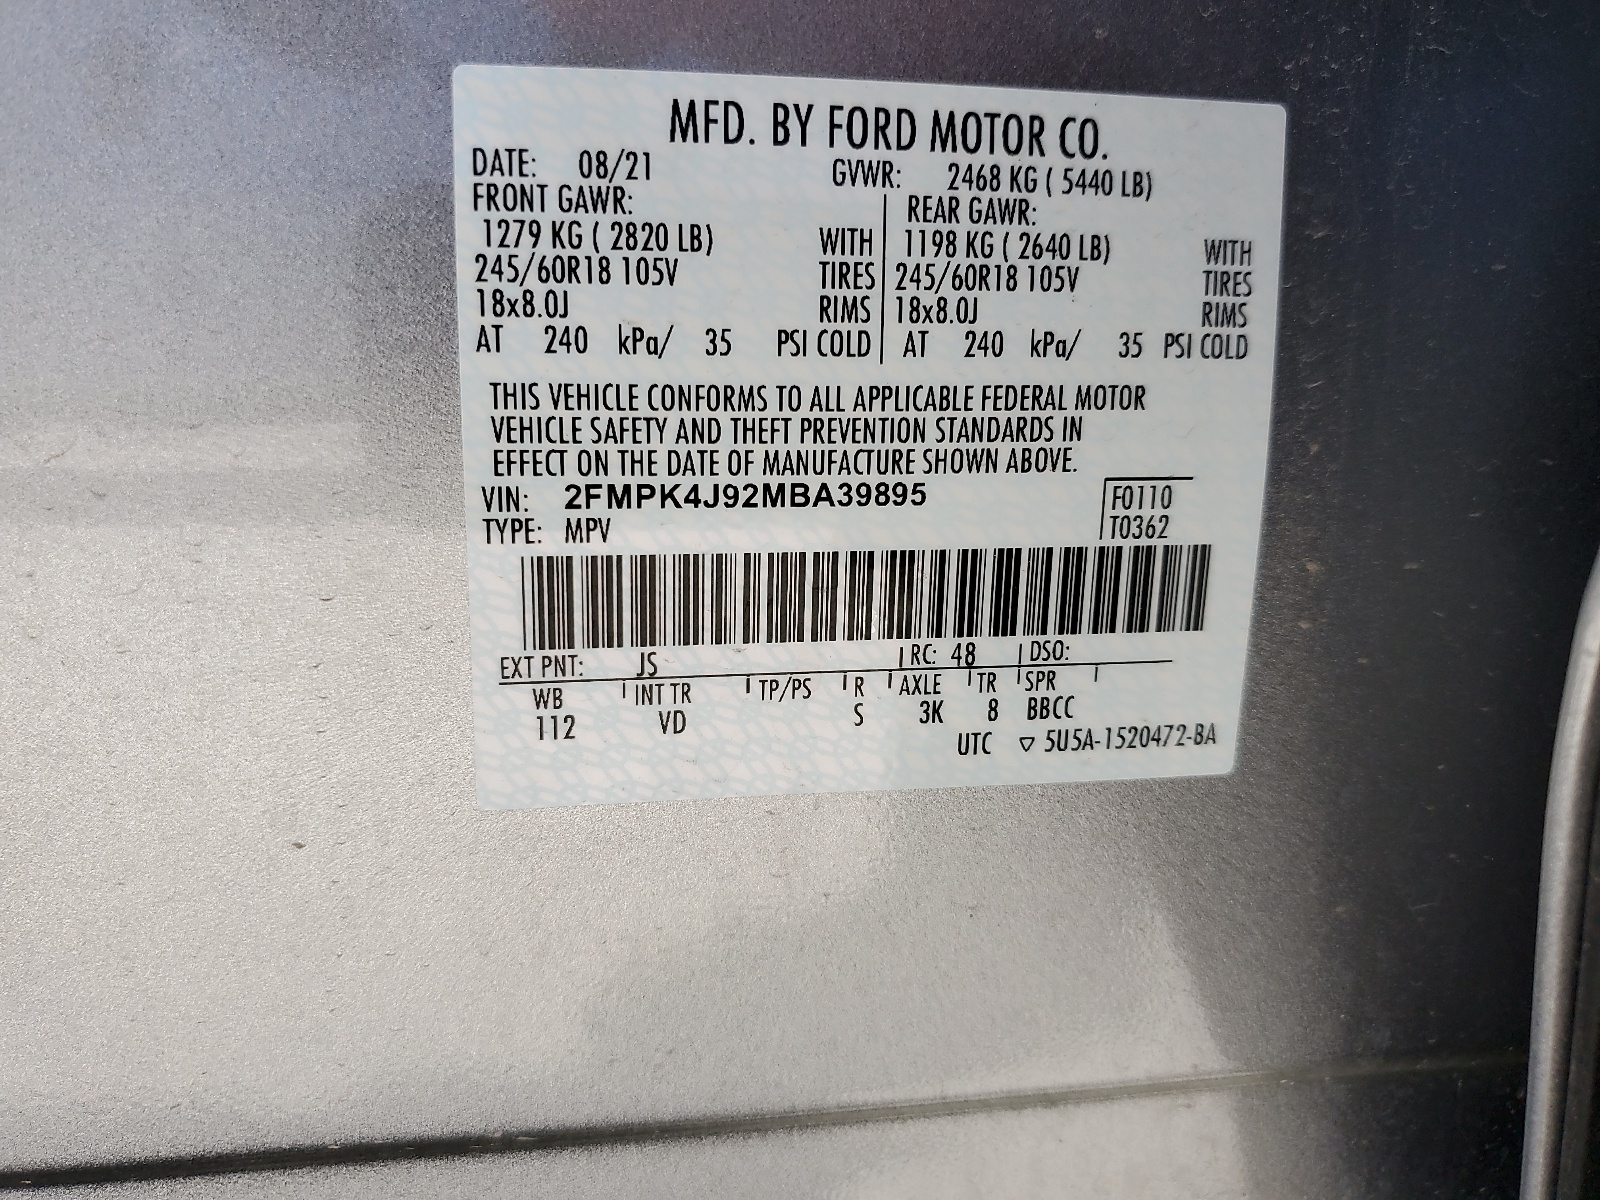 MFD. BY FORD MOTOR CO.
DATE: 08/21 GVWR: 2468 KG ( 5440 LB)
FRONT GAWR: REAR GAWR:
1279 KG ( 2820 LB) WITH 1198 KG ( 2640 LB) WITH
245/60R18 105V TIRES 245/60R18 105V TIRES
18x8.0J RIMS 18x8.0J RIMS
AT 240 kPa/ 35 PSI COLD AT 240 kPa/ 35 PSI COLD
THIS VEHICLE CONFORMS TO ALL APPLICABLE FEDERAL MOTOR
VEHICLE SAFETY AND THEFT PREVENTION STANDARDS IN
EFFECT ON THE DATE OF MANUFACTURE SHOWN ABOVE.
VIN: 2FMPK4J92MBA39895 F0110
TYPE: MPV T0362
EXT PNT: JS RC: 48 DSO:
WB INT TR TP/PS R AXLE TR SPR
112 VD S 3K 8 BBCC
UTC ▽ 5U5A-1520472-BA